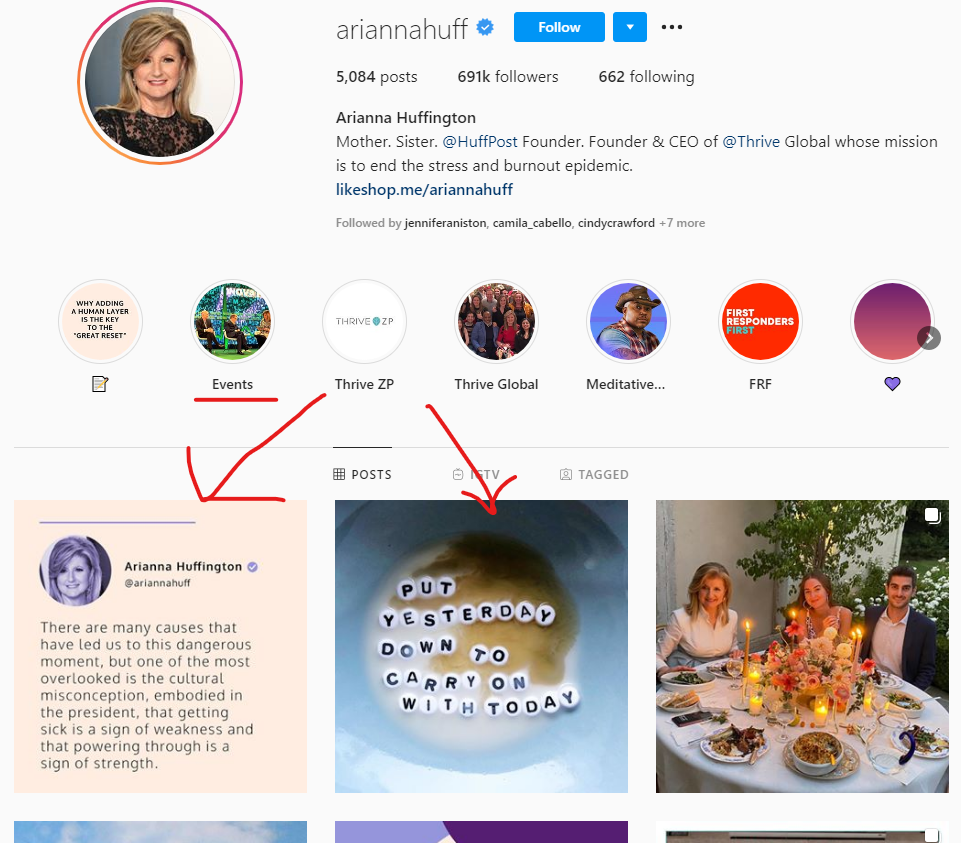 ariannahuff Follow
5,084 posts 691k followers 662 following
Arianna Huffington
Mother. Sister. @HuffPost Founder. Founder & CEO of @Thrive Global whose mission
is to end the stress and burnout epidemic.
likeshop.me/ariannahuff
Followed by jenniferaniston, camila_cabello, cindycrawford +7 more
WHY ADDING
A HUMAN LAYER
IS THE KEY
TO THE
"GREAT RESET"
THRIVE ZP
FIRST
RESPONDERS
FIRST
Events Thrive ZP Thrive Global Meditative... FRF
POSTS IGTV TAGGED
Arianna Huffington
@ariannahuff
There are many causes that
have led us to this dangerous
moment, but one of the most
overlooked is the cultural
misconception, embodied in
the president, that getting
sick is a sign of weakness and
that powering through is a
sign of strength.
PUT
YESTERDAY
DOWN TO
CARRY ON
WITH TODAY